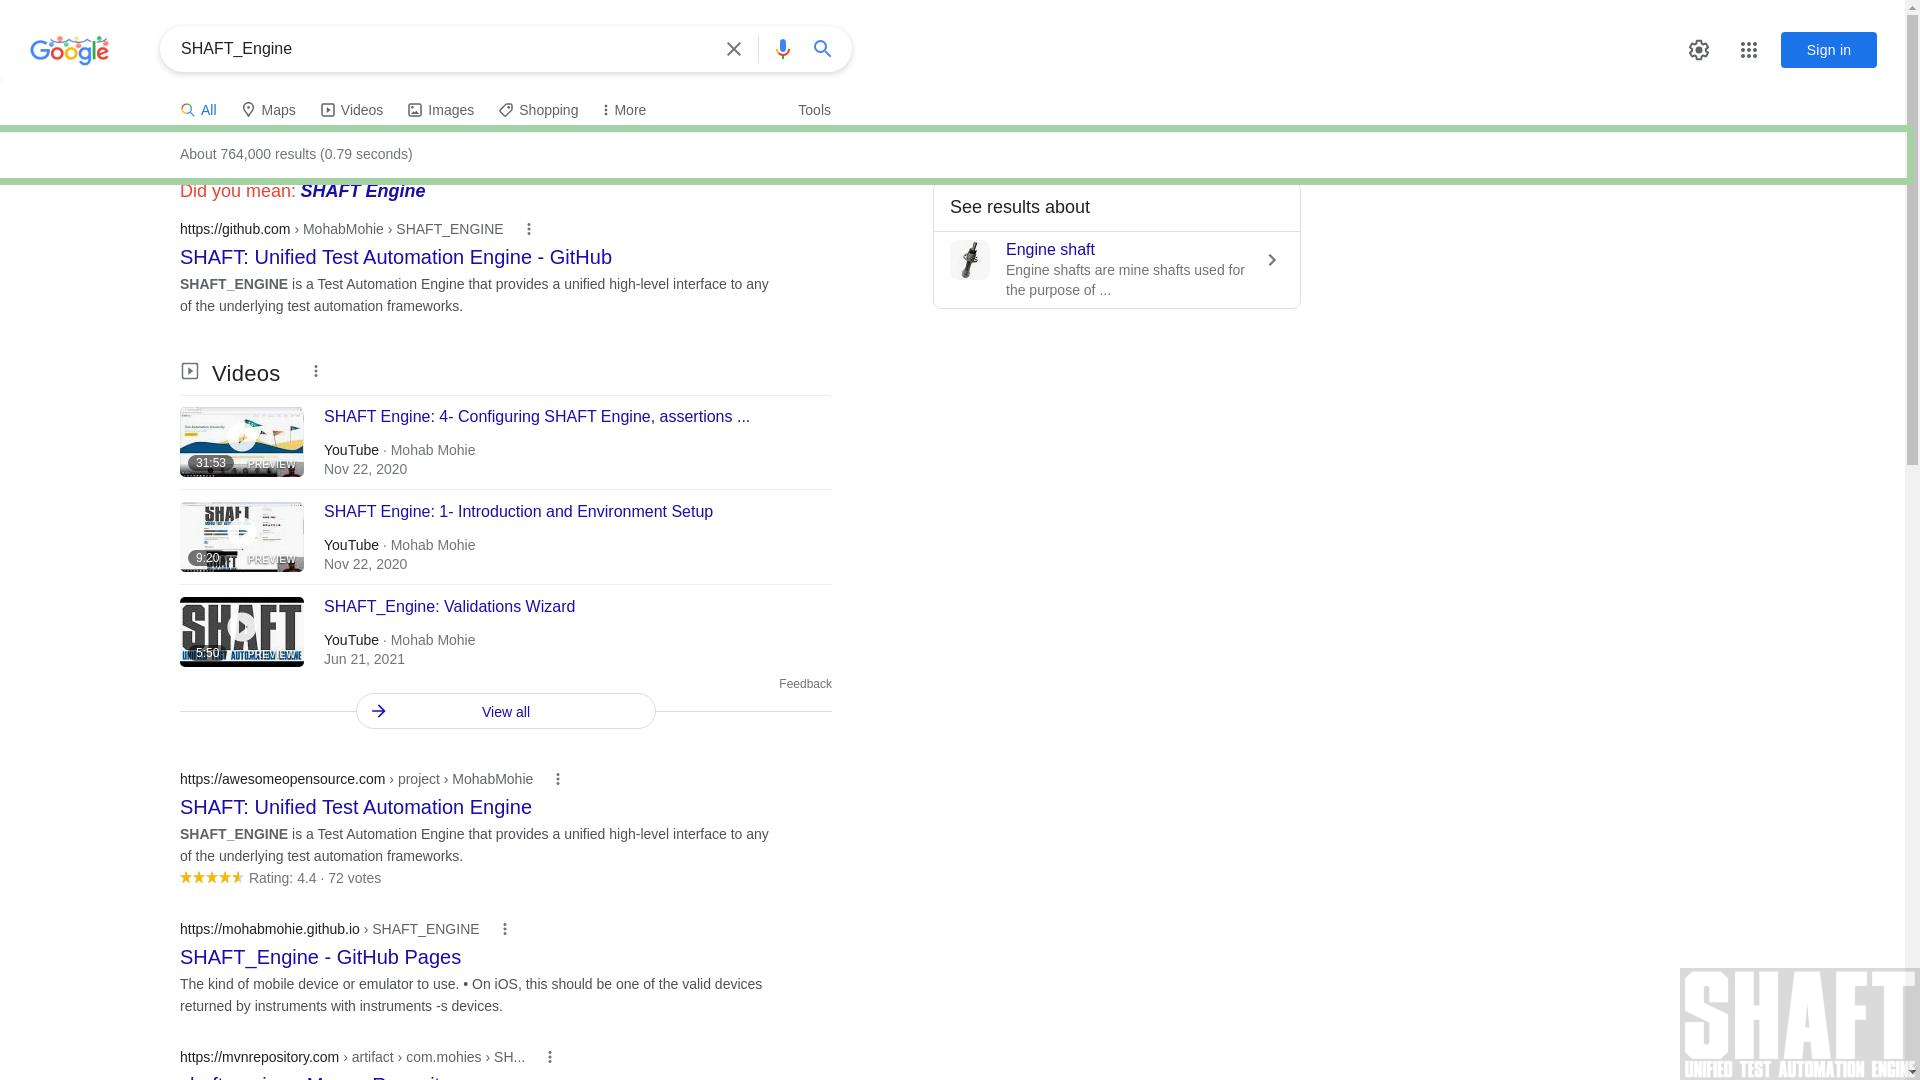 Google
SHAFT_Engine
Sign in
All
Maps
Videos
Images
Shopping
More
Tools
About 764,000 results (0.79 seconds)
Did you mean: SHAFT Engine
https://github.com › MohabMohie › SHAFT_ENGINE
SHAFT: Unified Test Automation Engine - GitHub
SHAFT_ENGINE is a Test Automation Engine that provides a unified high-level interface to any
of the underlying test automation frameworks.
See results about
Engine shaft
Engine shafts are mine shafts used for
the purpose of ...
Videos
SHAFT Engine: 4- Configuring SHAFT Engine, assertions ...
31:53
PREVIEW
YouTube · Mohab Mohie
Nov 22, 2020
SHAFT Engine: 1- Introduction and Environment Setup
SHAFT
9:20
PREVIEW
YouTube · Mohab Mohie
Nov 22, 2020
SHAFT_Engine: Validations Wizard
SHAFT
5:50
PREVIEW
UNIFIED TEST AUTOMATION ENGINE
YouTube · Mohab Mohie
Jun 21, 2021
Feedback
View all
https://awesomeopensource.com › project › MohabMohie
SHAFT: Unified Test Automation Engine
SHAFT_ENGINE is a Test Automation Engine that provides a unified high-level interface to any
of the underlying test automation frameworks.
Rating: 4.4 · 72 votes
https://mohabmohie.github.io › SHAFT_ENGINE
SHAFT_Engine - GitHub Pages
The kind of mobile device or emulator to use. • On iOS, this should be one of the valid devices
returned by instruments with instruments -s devices.
https://mvnrepository.com › artifact › com.mohies › SH...
SHAFT
UNIFIED TEST AUTOMATION ENGINE